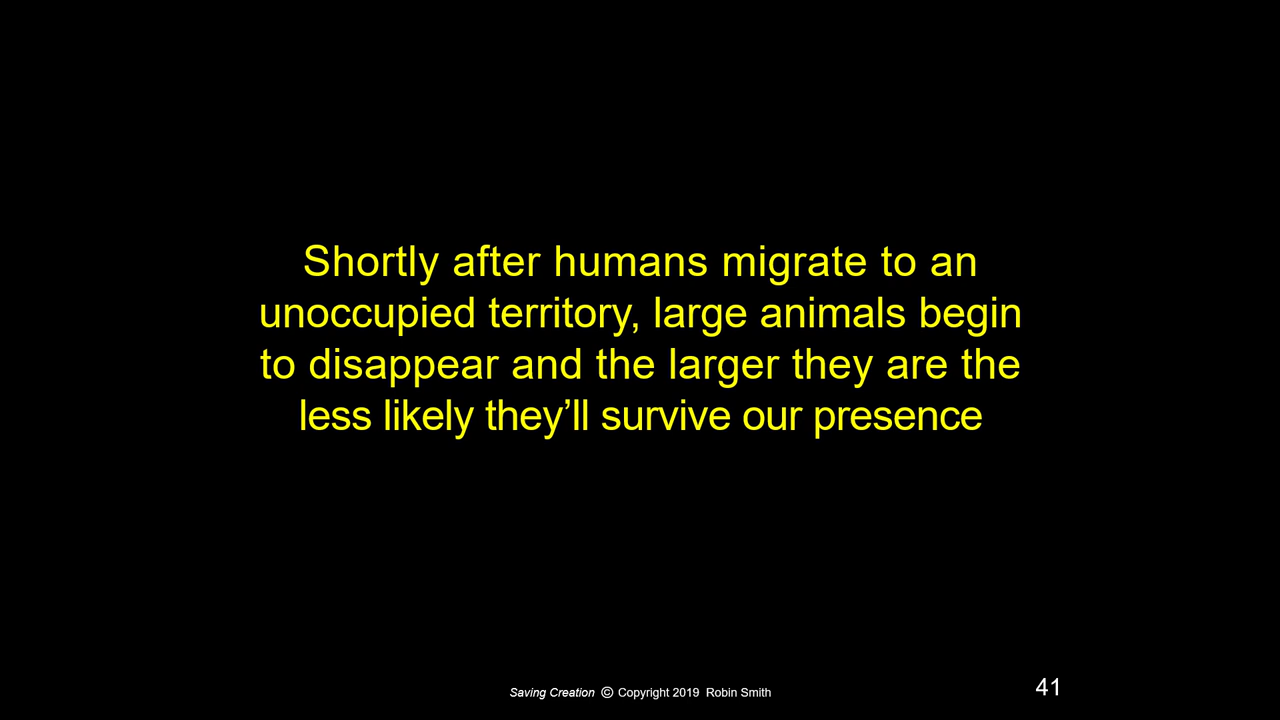 Shortly after humans migrate to an
unoccupied territory, large animals begin
to disappear and the larger they are the
less likely they’ll survive our presence
Saving Creation © Copyright 2019 Robin Smith
41